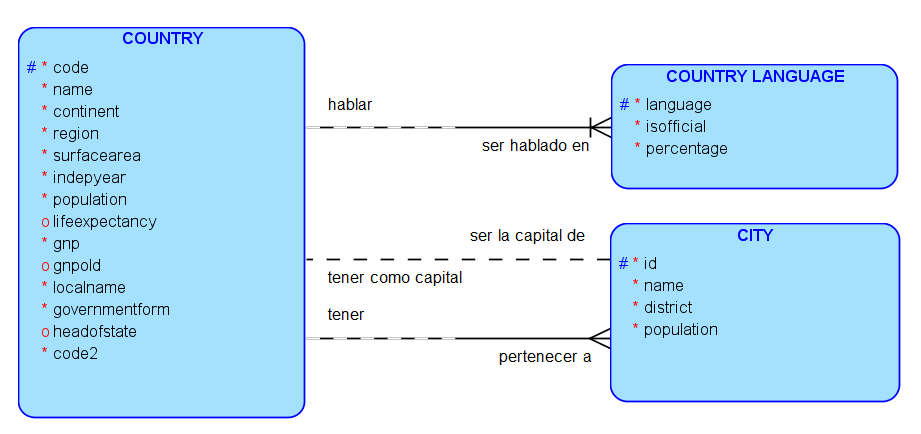 COUNTRY
# * code
* name
* continent
* region
* surfacearea
* indepyear
* population
o lifeexpectancy
* gnp
o gnpold
* localname
* governmentform
o headofstate
* code2
hablar
ser hablado en
COUNTRY LANGUAGE
# * language
* isofficial
* percentage
ser la capital de
tener como capital
tener
pertenecer a
CITY
# * id
* name
* district
* population